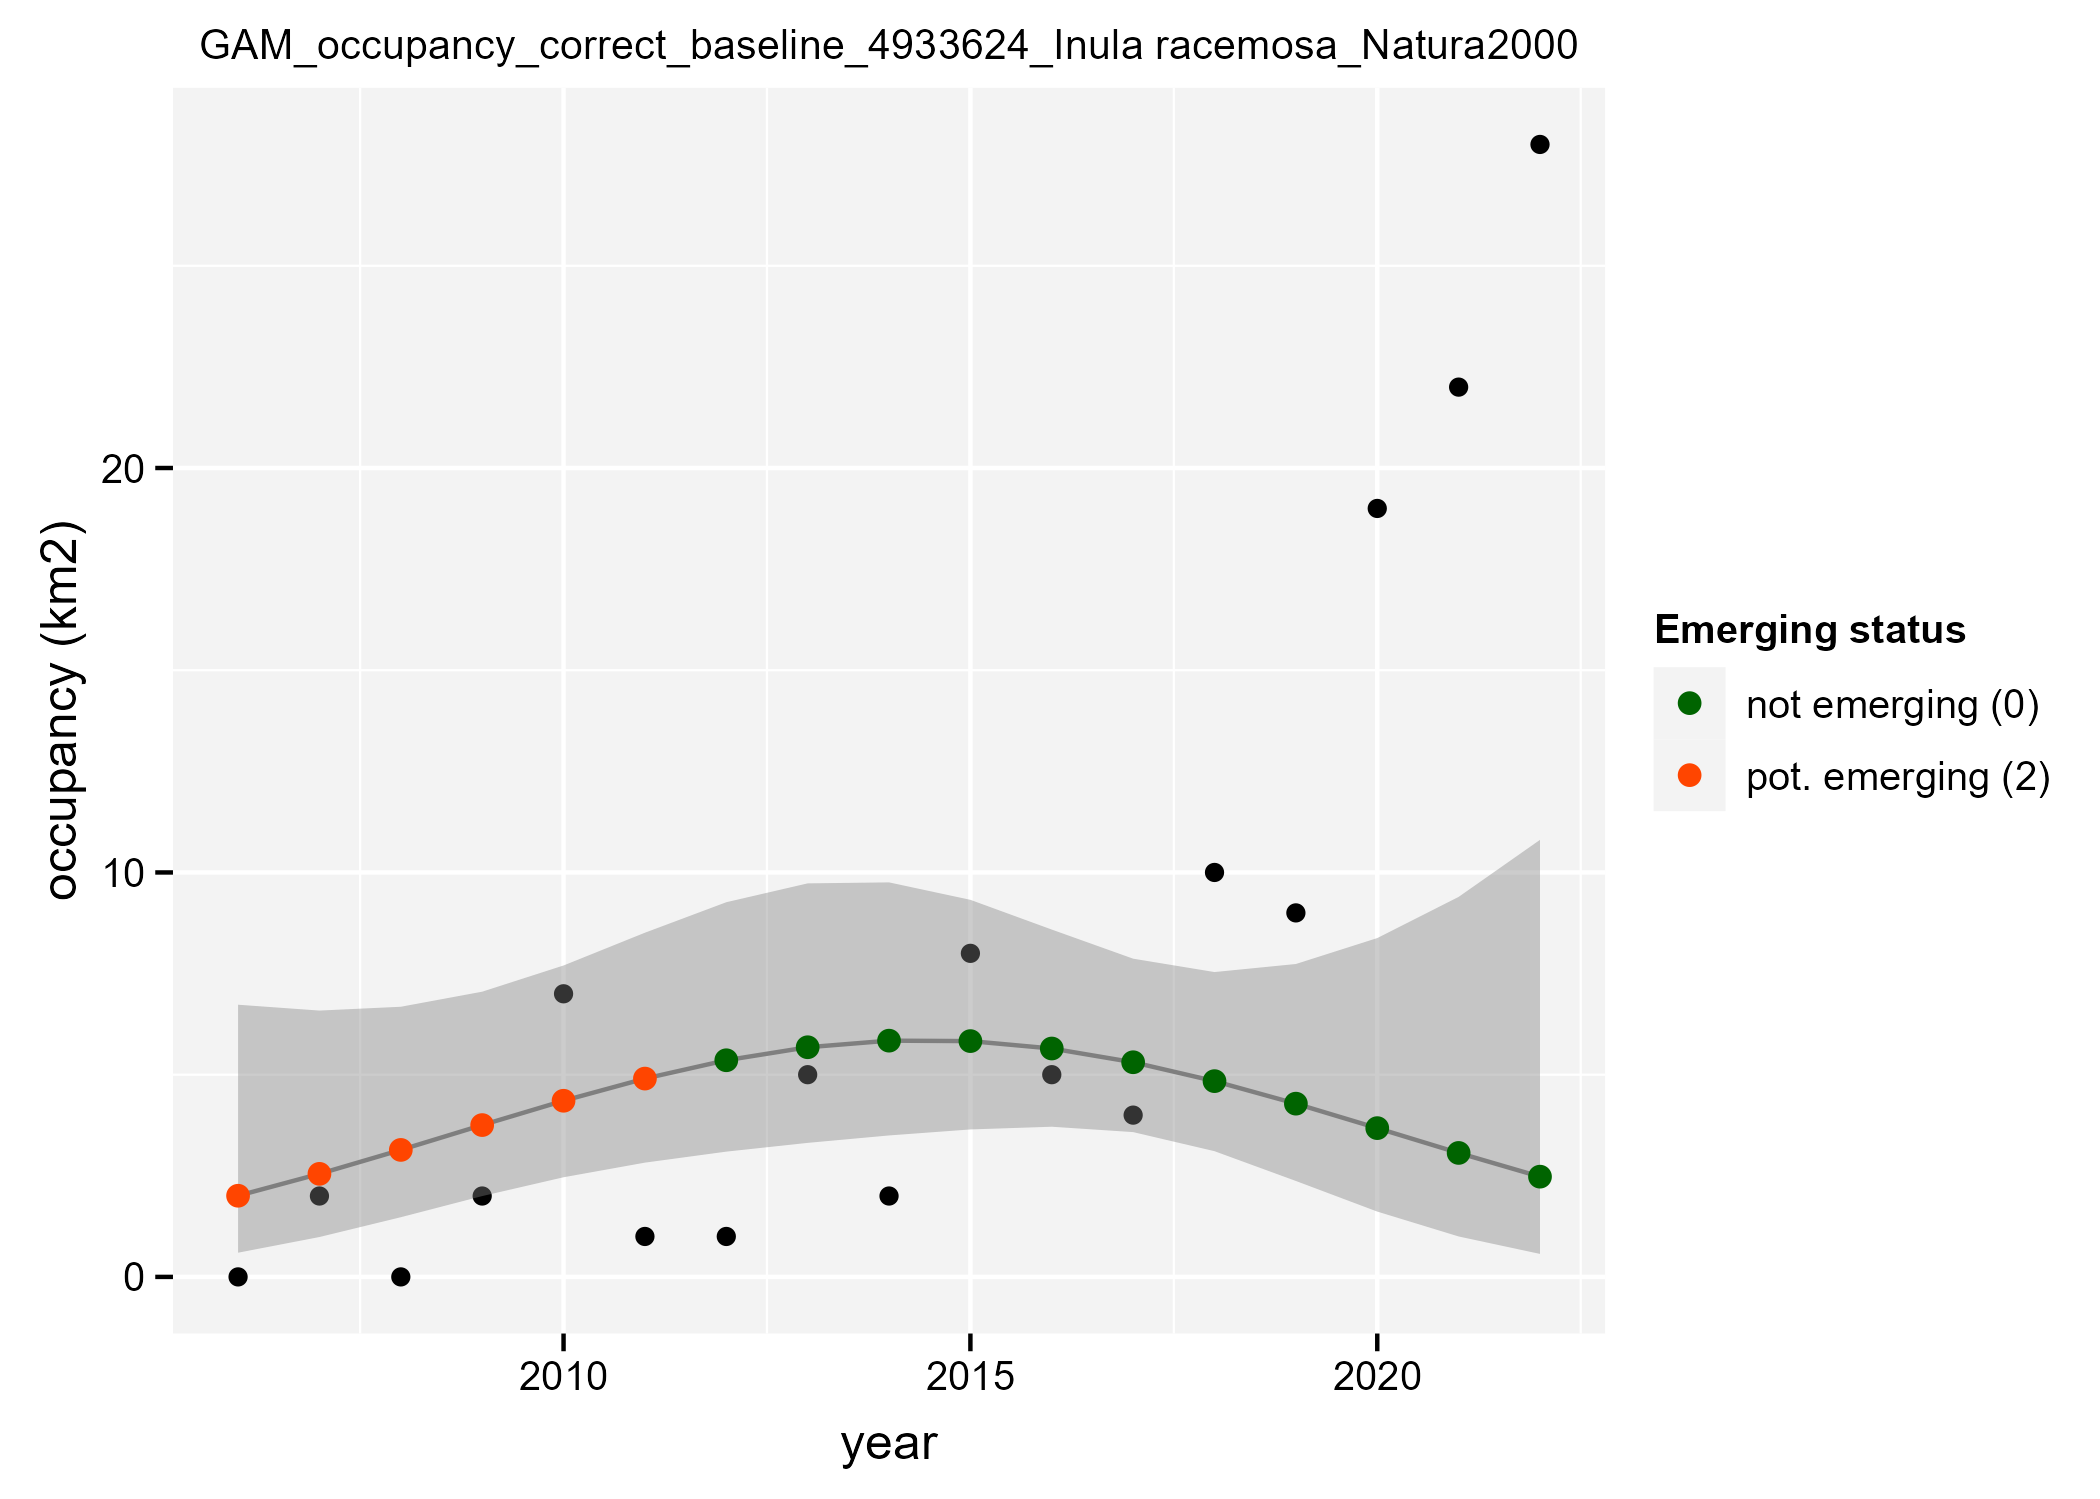 GAM_occupancy_correct_baseline_4933624_Inula racemosa_Natura2000
occupancy (km2)
20
10
0
2010
2015
2020
year
Emerging status
not emerging (0)
pot. emerging (2)